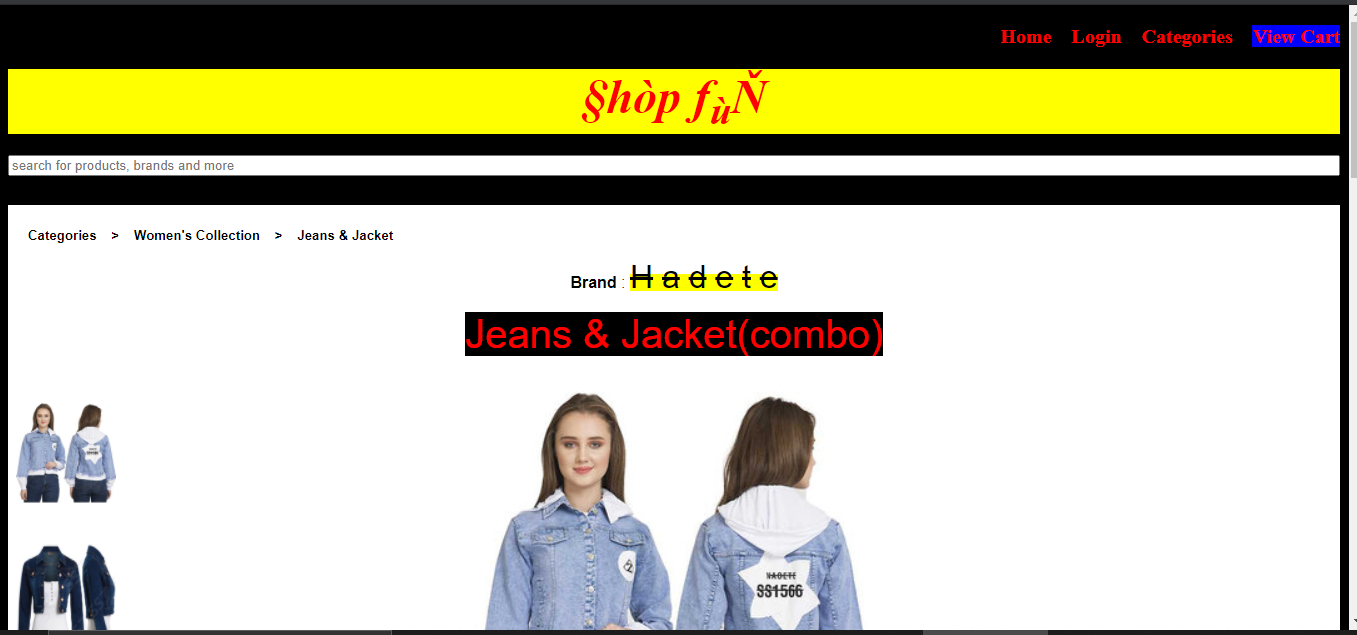 Home Login Categories View Cart
§hòp fùŇ
search for products, brands and more
Categories > Women's Collection > Jeans & Jacket
Brand : H a d e t e
Jeans & Jacket(combo)
HADETE
SS1566